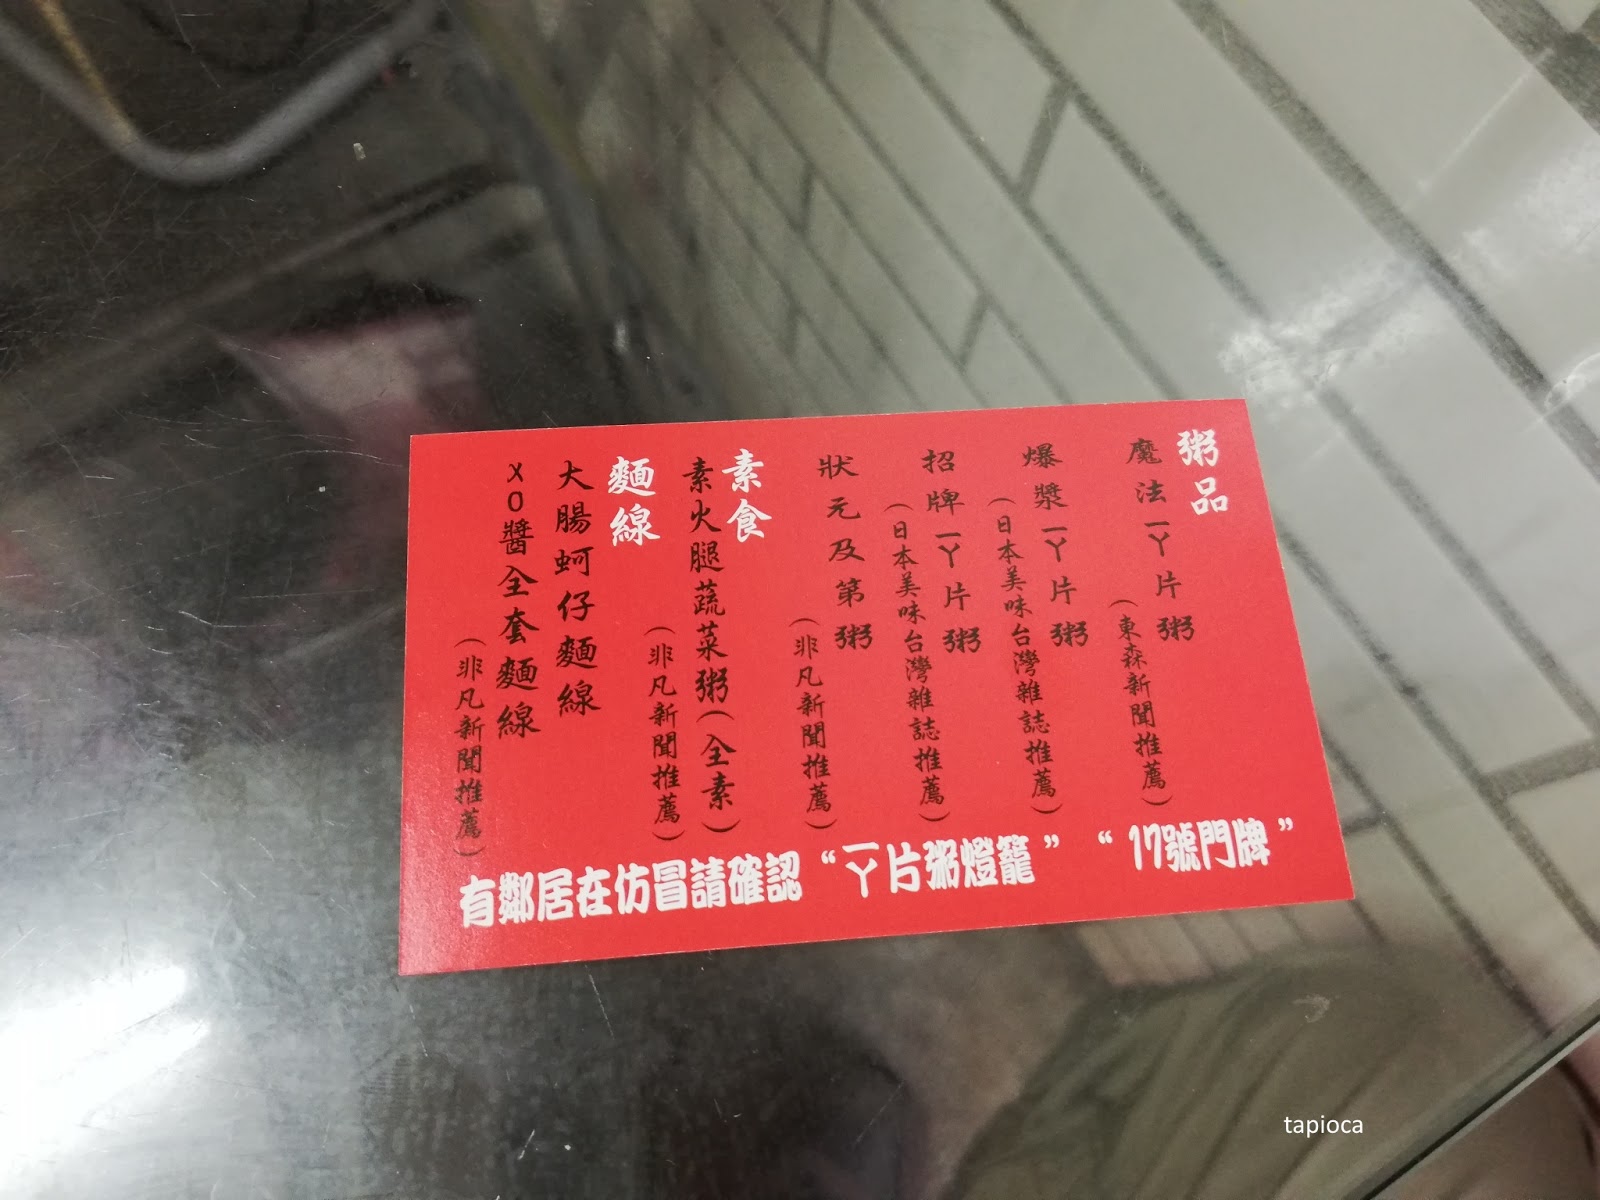 粥品
魔法ㄧㄚ片粥
（東森新聞推薦）
爆漿ㄧㄚ片粥
（日本美味台灣雜誌推薦）
招牌ㄧㄚ片粥
（日本美味台灣雜誌推薦）
狀元及第粥
（非凡新聞推薦）
素食
素火腿蔬菜粥（全素）
（非凡新聞推薦）
麵線
大腸蚵仔麵線
XO醬全套麵線
（非凡新聞推薦）
有鄰居在仿冒請確認“ㄧㄚ片粥燈籠”“17號門牌”
tapioca